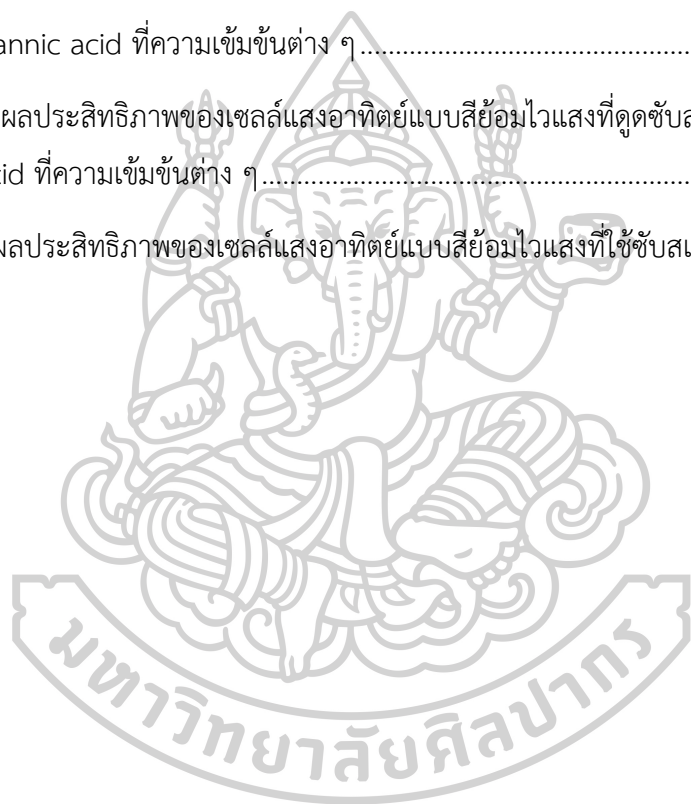 annic acid ที่ความเข้มข้นต่าง ๆ.....................................................
ผลประสิทธิภาพของเซลล์แสงอาทิตย์แบบสีย้อมไวแสงที่ดูดซับ
id ที่ความเข้มข้นต่าง ๆ....................................................................
ผลประสิทธิภาพของเซลล์แสงอาทิตย์แบบสีย้อมไวแสงที่ใช้ซับ
มหาวิทยาลัยศิลปากร